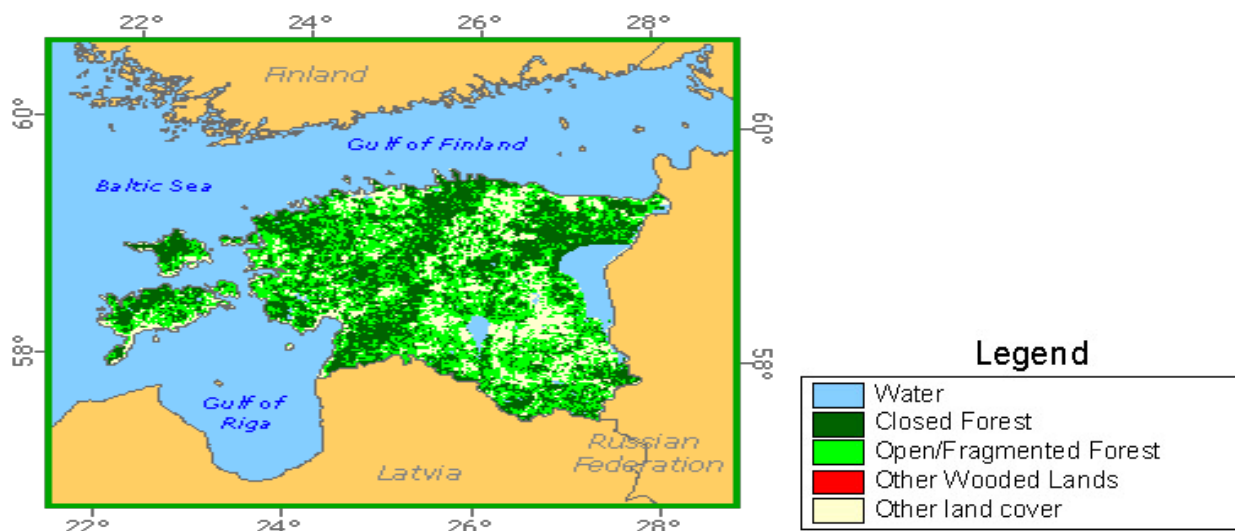 22° 24° 26° 28°
Finland
60° 60°
Gulf of Finland
Baltic Sea
58° 58°
Gulf of
Riga
Russian
Federation
Latvia
22° 24° 26° 28°
Legend
Water
Closed Forest
Open/Fragmented Forest
Other Wooded Lands
Other land cover